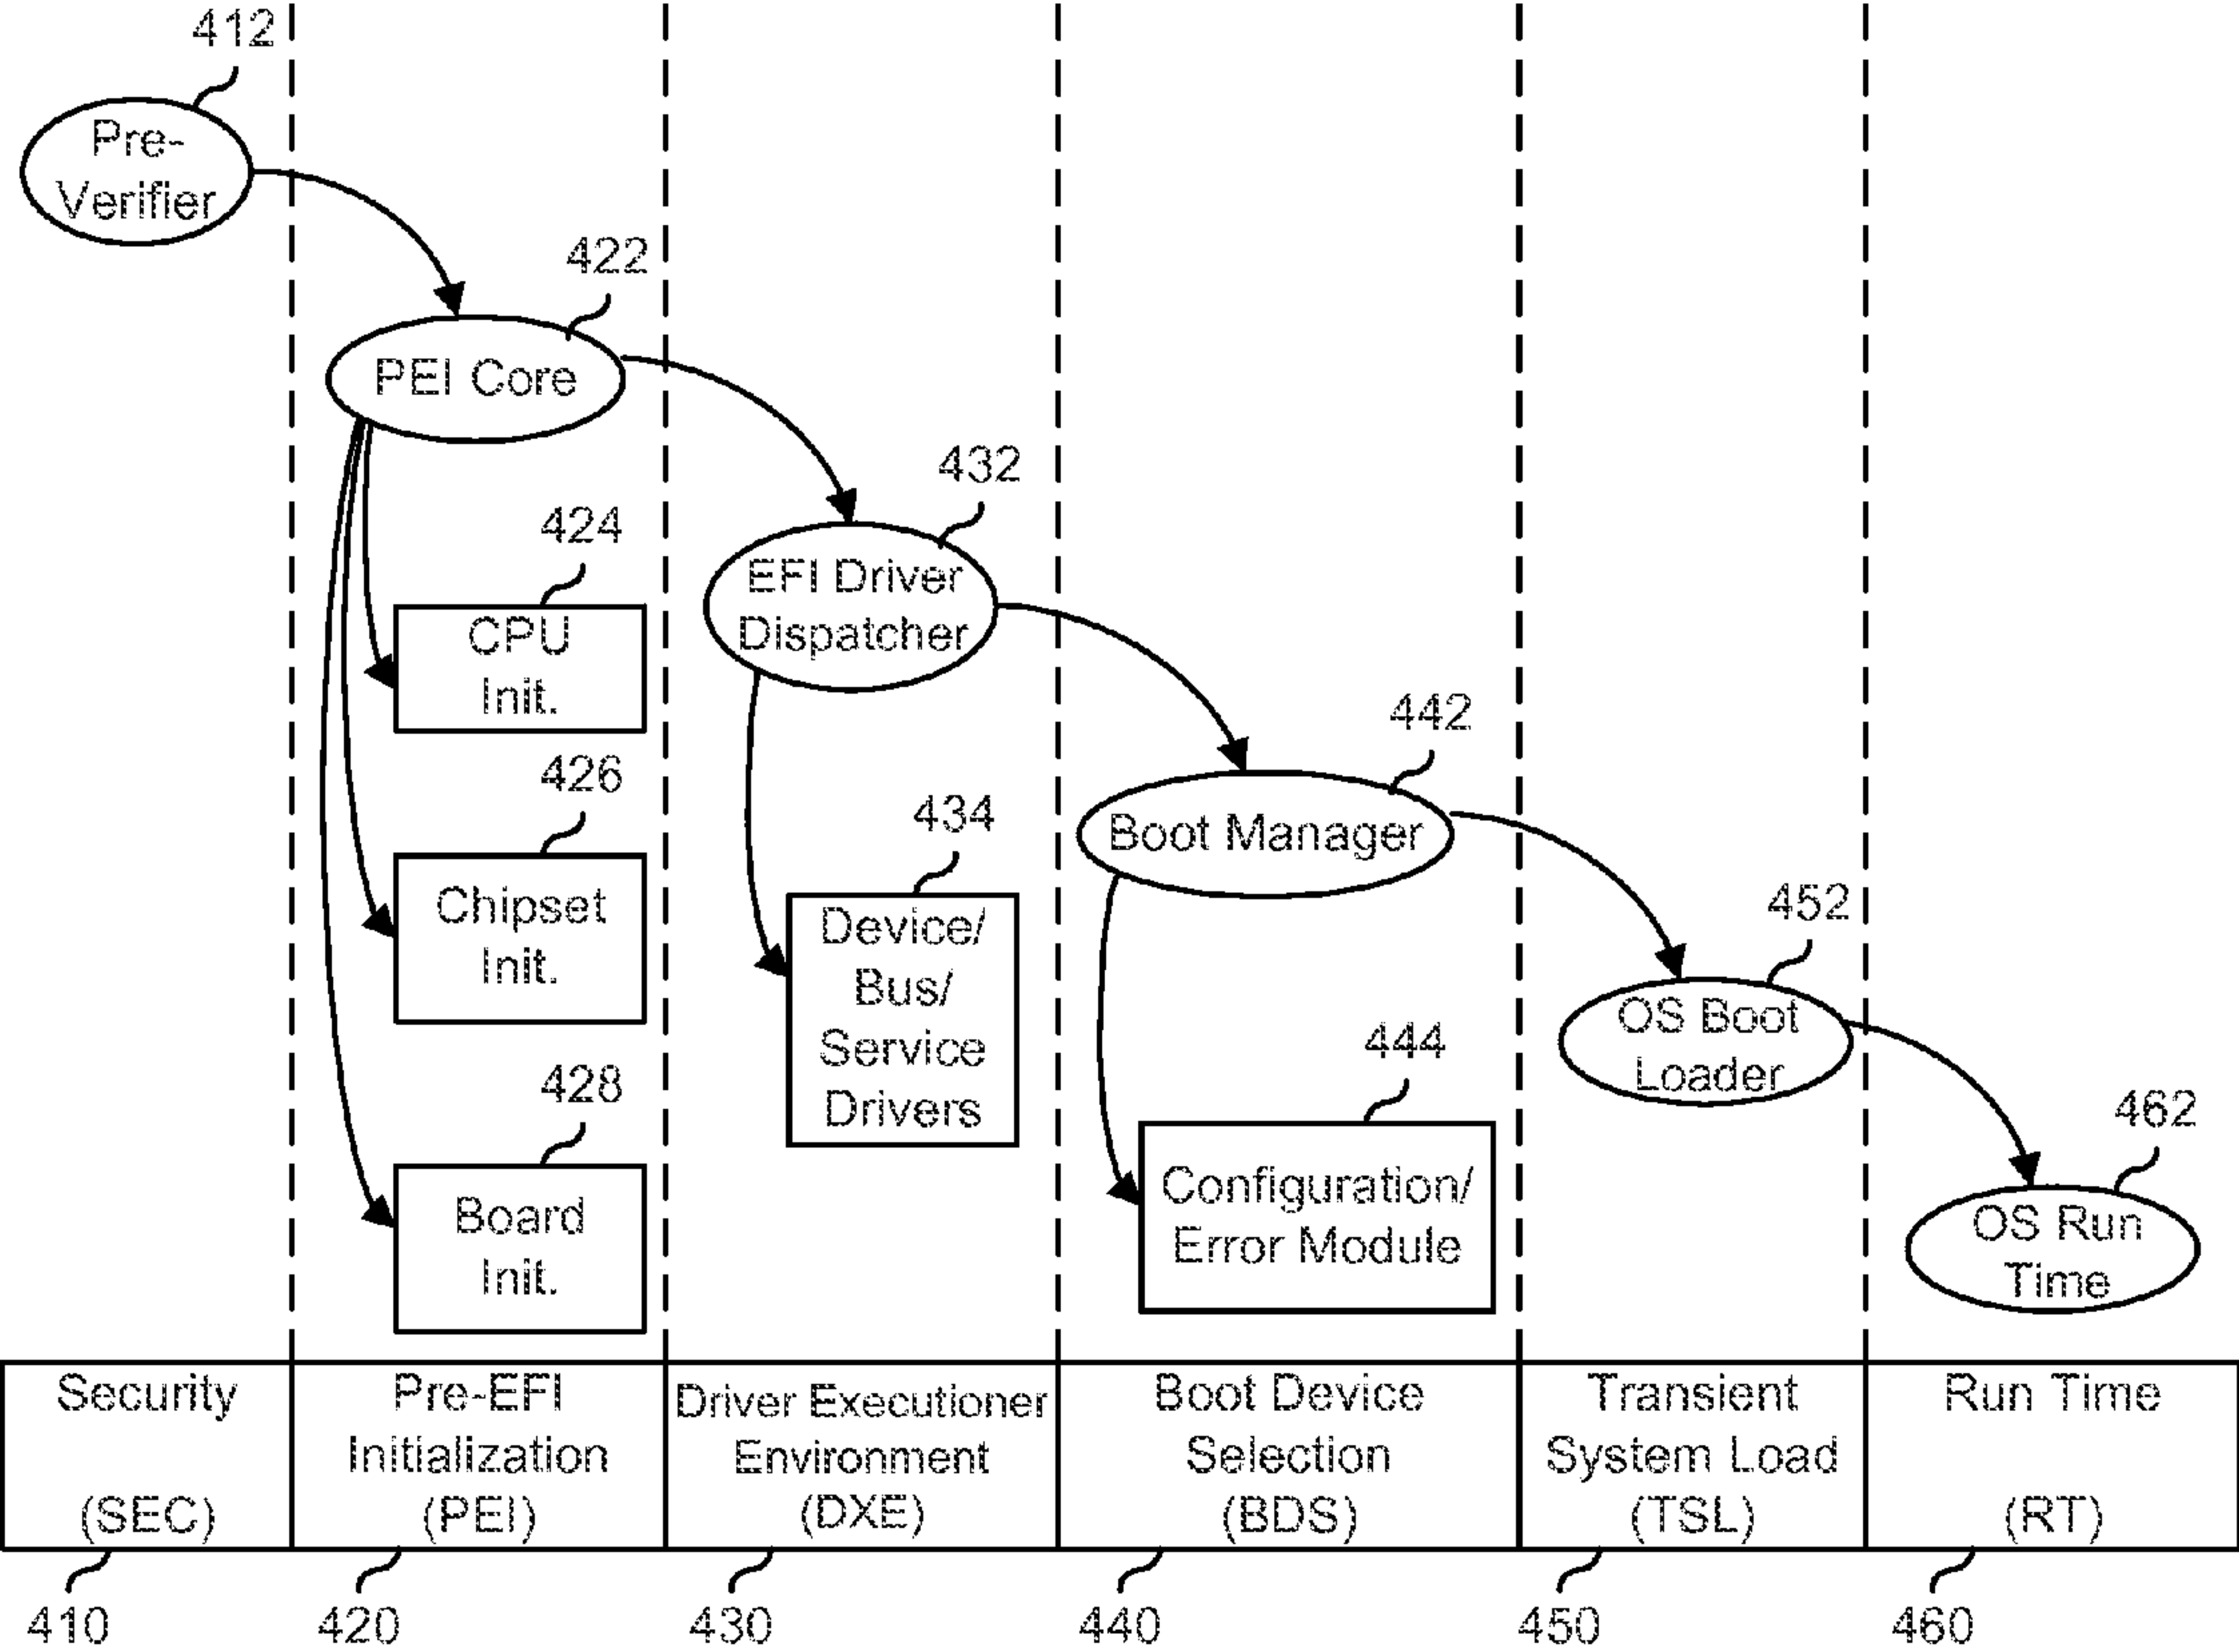 412
Pre-
Verifier
422
PEI Core
432
424
EFI Driver
Dispatcher
CPU
Init.
442
426
434
Boot Manager
Chipset
Init.
452
Device/
Bus/
Service
Drivers
OS Boot
Loader
444
428
462
Configuration/
Error Module
Board
Init.
OS Run
Time
Security
(SEC)
Pre-EFI
Initialization
(PEI)
Driver Executioner
Environment
(DXE)
Boot Device
Selection
(BDS)
Transient
System Load
(TSL)
Run Time
(RT)
410
420
430
440
450
460